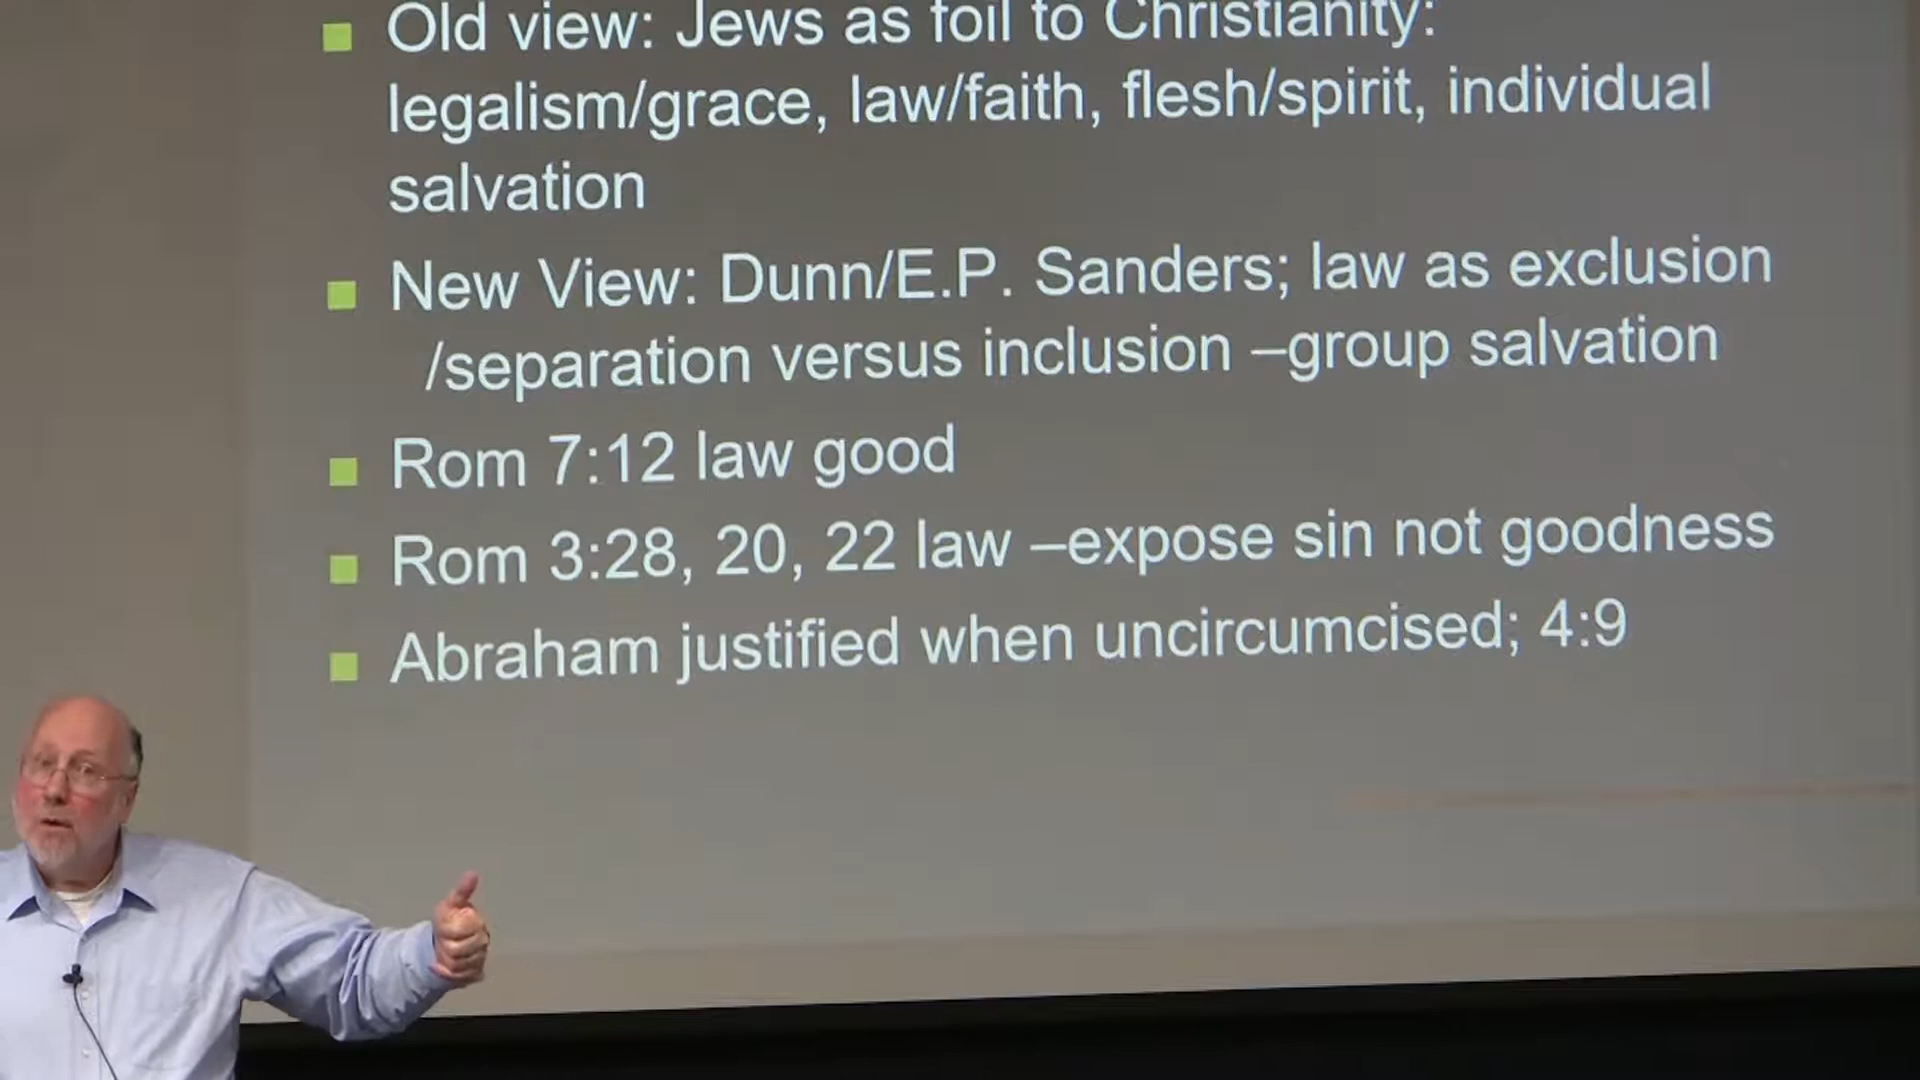 Old view: Jews as foil to Christianity:
legalism/grace, law/faith, flesh/spirit, individual
salvation
New View: Dunn/E.P. Sanders; law as exclusion
/separation versus inclusion –group salvation
Rom 7:12 law good
Rom 3:28, 20, 22 law –expose sin not goodness
Abraham justified when uncircumcised; 4:9